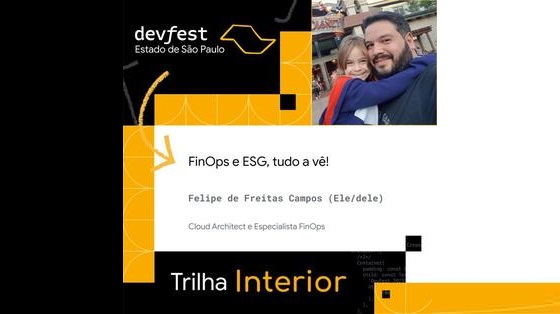 devfest
Estado de São Paulo
FinOps e ESG, tudo a vê!
Felipe de Freitas Campos (Ele/dele)
Cloud Architect e Especialista FinOps
Trilha Interior